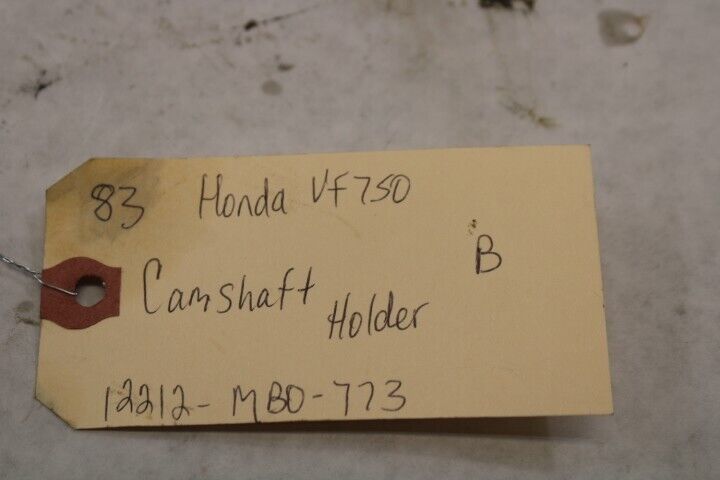 83 Honda VF750
B
Camshaft
Holder
12212-MB0-773